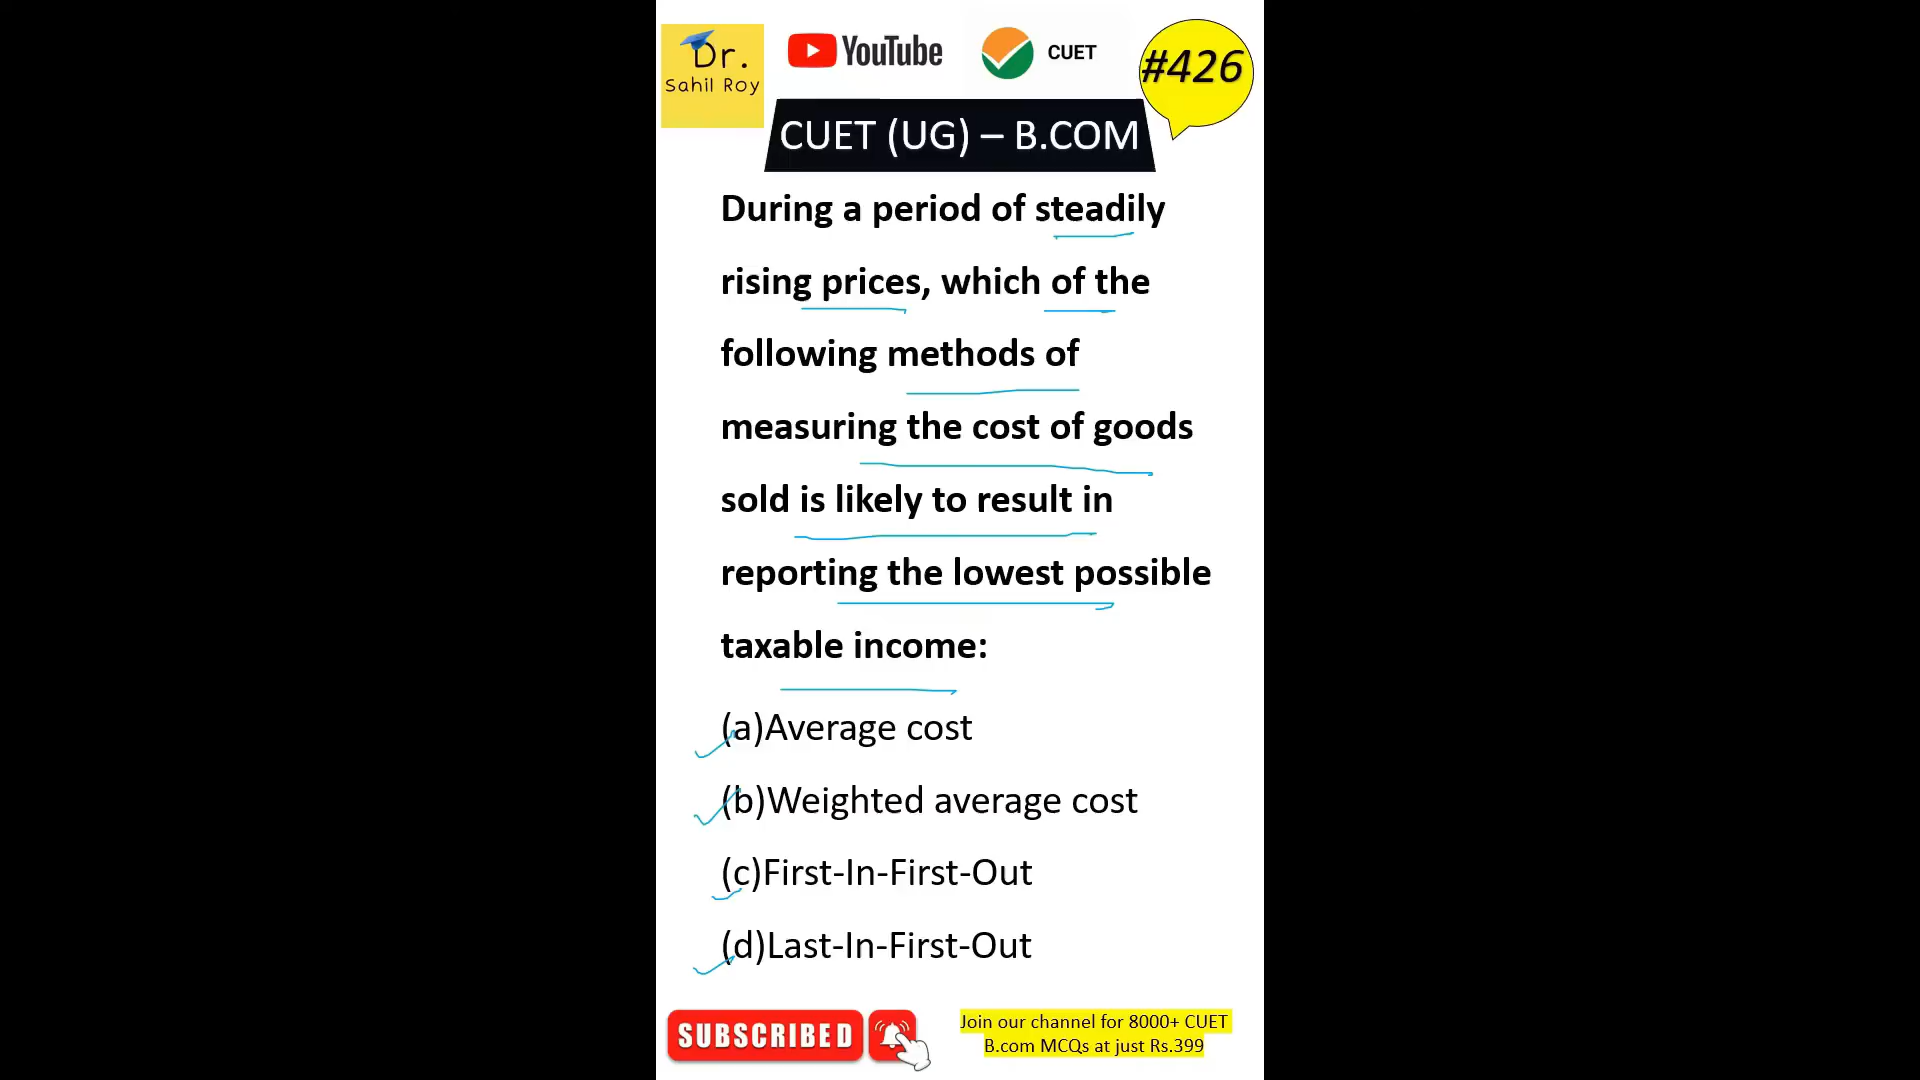 Dr.
Sahil Roy
YouTube
CUET
#426
CUET (UG) – B.COM
During a period of steadily
rising prices, which of the
following methods of
measuring the cost of goods
sold is likely to result in
reporting the lowest possible
taxable income:
(a)Average cost
(b)Weighted average cost
(c)First-In-First-Out
(d)Last-In-First-Out
SUBSCRIBED
Join our channel for 8000+ CUET
B.com MCQs at just Rs.399